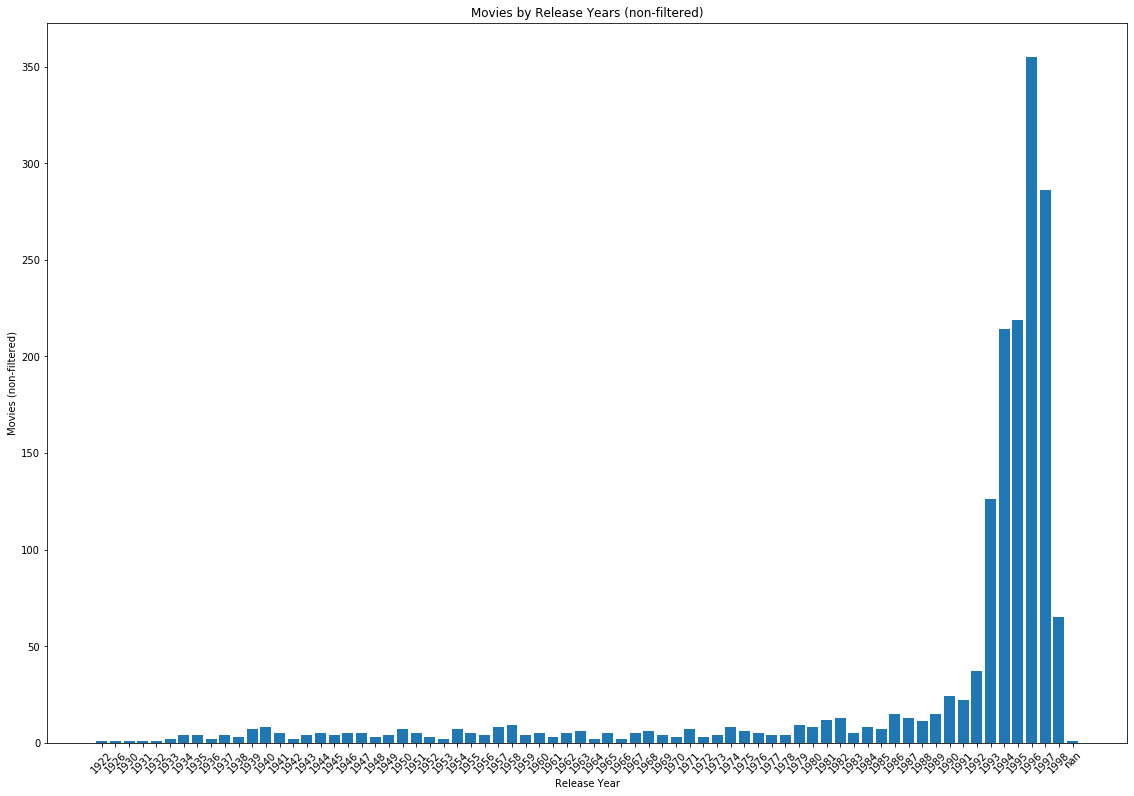 Movies by Release Years (non-filtered)
350
300
250
200
150
100
50
0
Movies (non-filtered)
1922 1926 1930 1931 1932 1933 1934 1935 1936 1937 1938 1939 1940 1941 1942 1943 1944 1945 1946 1947 1948 1949 1950 1951 1952 1953 1954 1955 1956 1957 1958 1959 1960 1961 1962 1963 1964 1965 1966 1967 1968 1969 1970 1971 1972 1973 1974 1975 1976 1977 1978 1979 1980 1981 1982 1983 1984 1985 1986 1987 1988 1989 1990 1991 1992 1993 1994 1995 1996 1997 1998 nan
Release Year